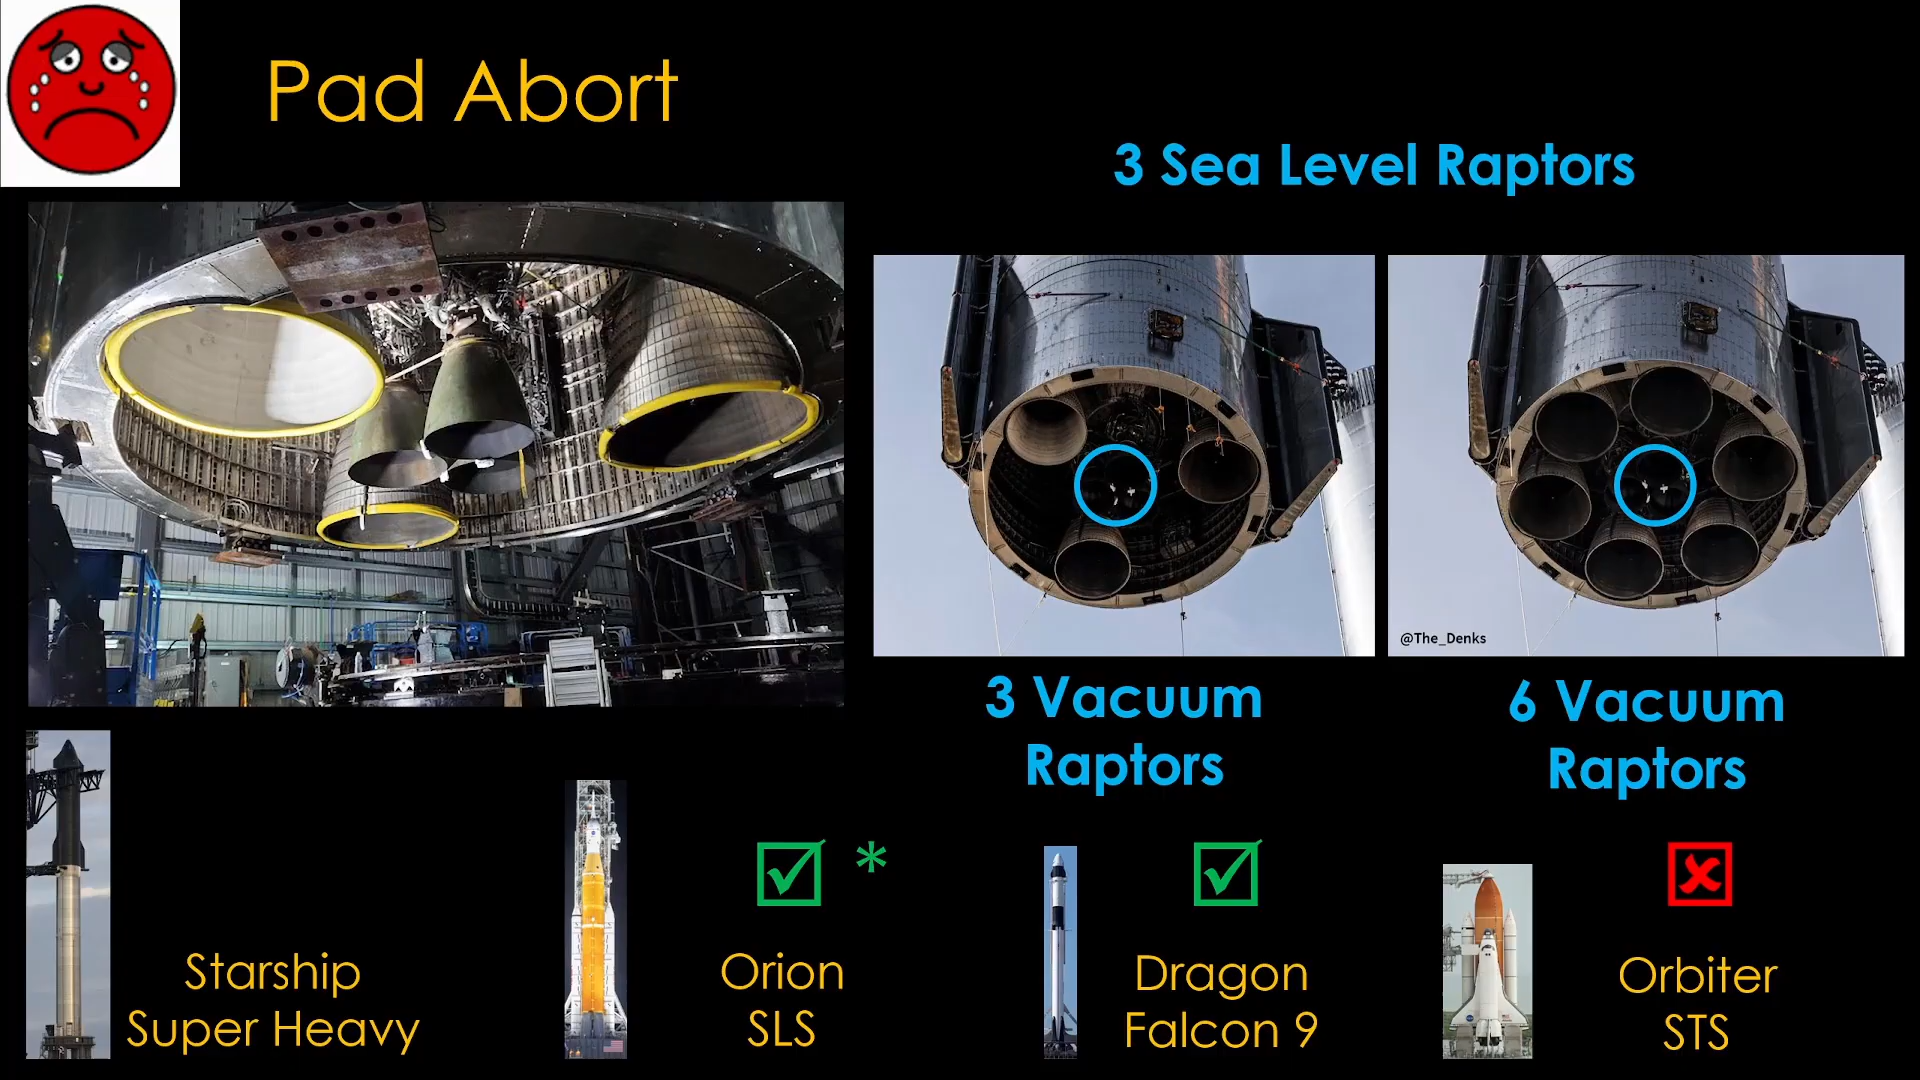 Pad Abort
3 Sea Level Raptors
@The_Denks
3 Vacuum
Raptors
6 Vacuum
Raptors
*
Starship
Super Heavy
Orion
SLS
Dragon
Falcon 9
Orbiter
STS